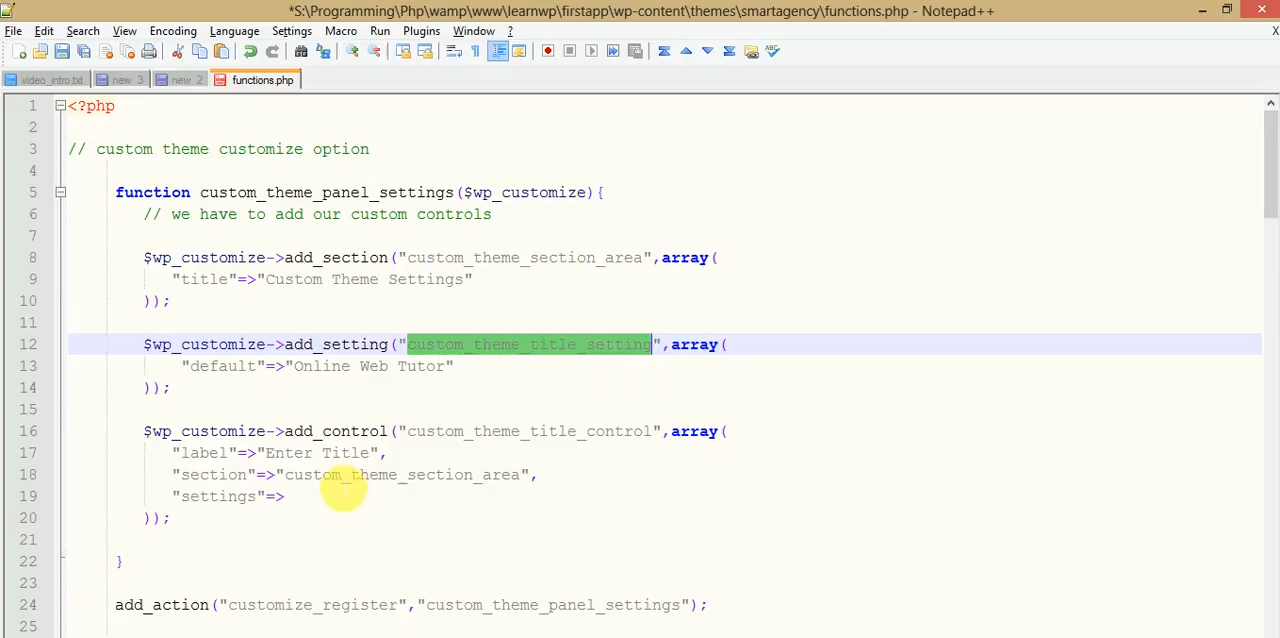 *S:\Programming\Php\wamp\www\learnwp\firstapp\wp-content\themes\smartagency\functions.php - Notepad++
File Edit Search View Encoding Language Settings Macro Run Plugins Window ? X
video_intro.txt new 3 new 2 functions.php
1 <?php
2
3 // custom theme customize option
4
5 function custom_theme_panel_settings($wp_customize){
6 // we have to add our custom controls
7
8 $wp_customize->add_section("custom_theme_section_area",array(
9 "title"=>"Custom Theme Settings"
10 ));
11
12 $wp_customize->add_setting("custom_theme_title_setting",array(
13 "default"=>"Online Web Tutor"
14 ));
15
16 $wp_customize->add_control("custom_theme_title_control",array(
17 "label"=>"Enter Title",
18 "section"=>"custom_theme_section_area",
19 "settings"=>
20 ));
21
22 }
23
24 add_action("customize_register","custom_theme_panel_settings");
25